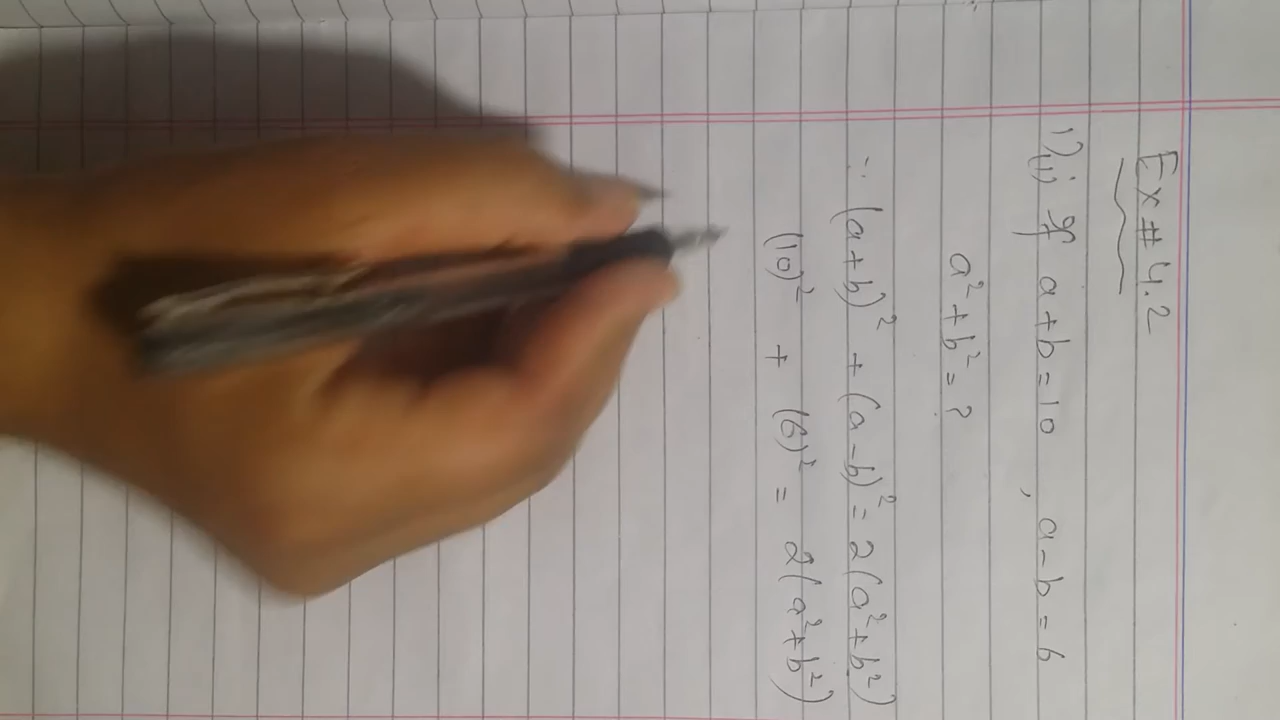 Ex # 4.2
1) (i) If a+b=10 , a-b=6
a²+b²=?
∵ (a+b)² + (a-b)² = 2(a²+b²)
(10)² + (6)² = 2(a²+b²)